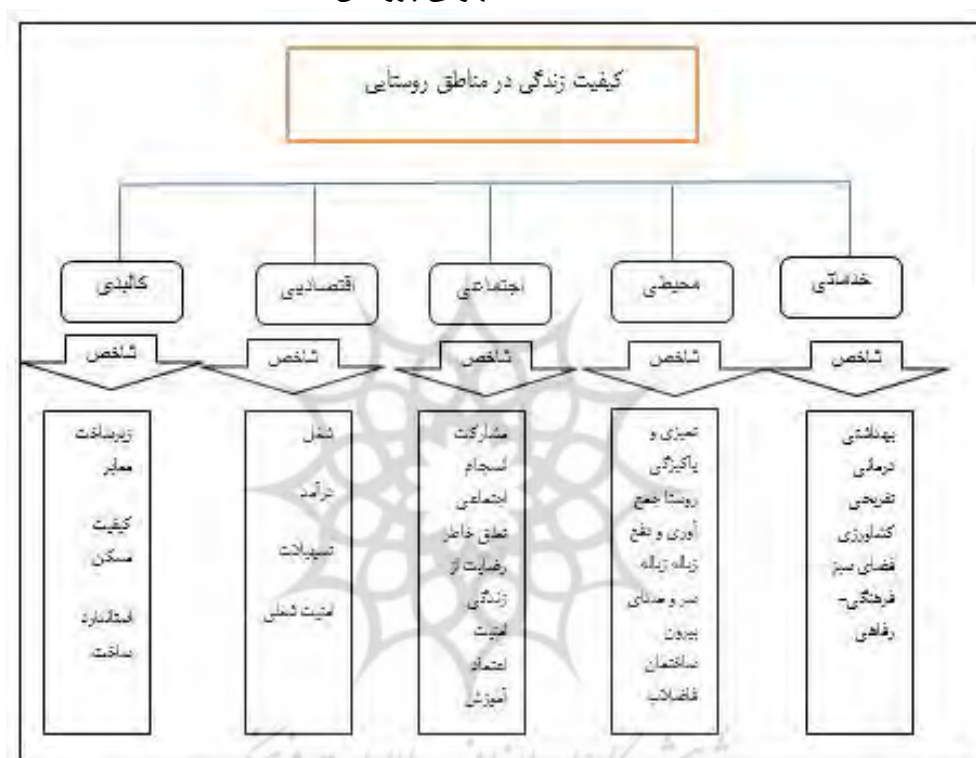 کیفیت زندگی در مناطق روستایی
خدماتی
محیطی
اجتماعی
اقتصادیی
کالبدی
شاخص
شاخص
شاخص
شاخص
شاخص
بهداشتی
درمانی
تفریحی
کشاورزی
فضای سبز
فرهنگی-
رفاهی
تمیزی و
پاکیزگی
روستا جمع
آوری و دفع
زباله زباله
سر و صدای
بیرون
ساختمان
فاضلاب
مشارکت
انسجام
اجتماعی
تعلق خاطر
رضایت از
زندگی
امنیت
اعتماد
آموزش
شغل
درآمد
تسهیلات
امنیت شغلی
زیرساخت
معابر
کیفیت
مسکن
استاندارد
ساخت